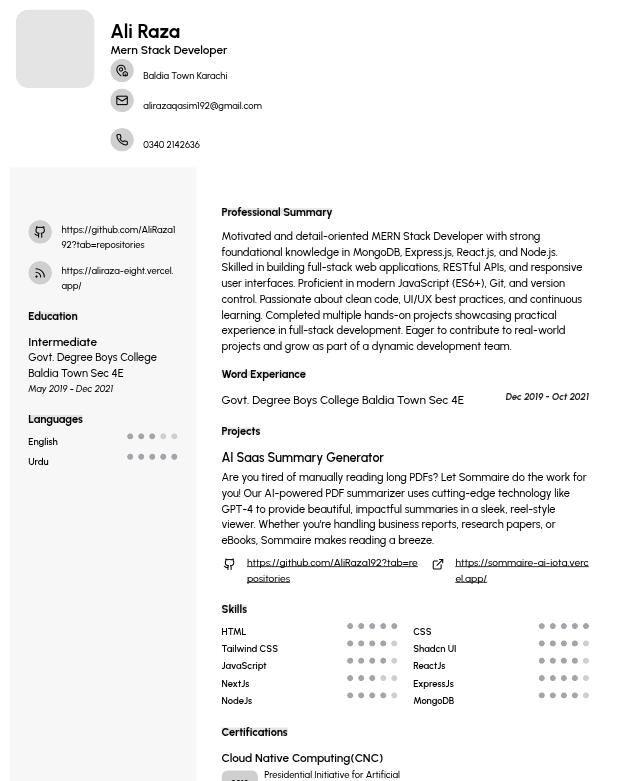 Ali Raza
Mern Stack Developer
Baldia Town Karachi
alirazaqasim192@gmail.com
0340 2142636
https://github.com/AliRaza1
92?tab=repositories
https://aliraza-eight.vercel.
app/
Education
Intermediate
Govt. Degree Boys College
Baldia Town Sec 4E
May 2019 - Dec 2021
Languages
English
Urdu
Professional Summary
Motivated and detail-oriented MERN Stack Developer with strong
foundational knowledge in MongoDB, Express.js, React.js, and Node.js.
Skilled in building full-stack web applications, RESTful APIs, and responsive
user interfaces. Proficient in modern JavaScript (ES6+), Git, and version
control. Passionate about clean code, UI/UX best practices, and continuous
learning. Completed multiple hands-on projects showcasing practical
experience in full-stack development. Eager to contribute to real-world
projects and grow as part of a dynamic development team.
Word Experiance
Govt. Degree Boys College Baldia Town Sec 4E Dec 2019 - Oct 2021
Projects
AI Saas Summary Generator
Are you tired of manually reading long PDFs? Let Sommaire do the work for
you! Our AI-powered PDF summarizer uses cutting-edge technology like
GPT-4 to provide beautiful, impactful summaries in a sleek, reel-style
viewer. Whether you're handling business reports, research papers, or
eBooks, Sommaire makes reading a breeze.
https://github.com/AliRaza192?tab=re
positories
https://sommaire-ai-iota.verc
el.app/
Skills
HTML CSS
Tailwind CSS Shadcn UI
JavaScript ReactJs
NextJs ExpressJs
NodeJs MongoDB
Certifications
Cloud Native Computing(CNC)
Presidential Initiative for Artificial